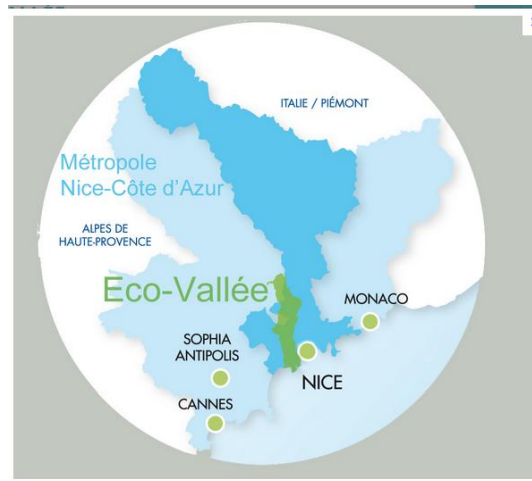 ITALIE / PIÉMONT
Métropole
Nice-Côte d'Azur
ALPES DE
HAUTE-PROVENCE
Eco-Vallée
MONACO
SOPHIA
ANTIPOLIS
NICE
CANNES